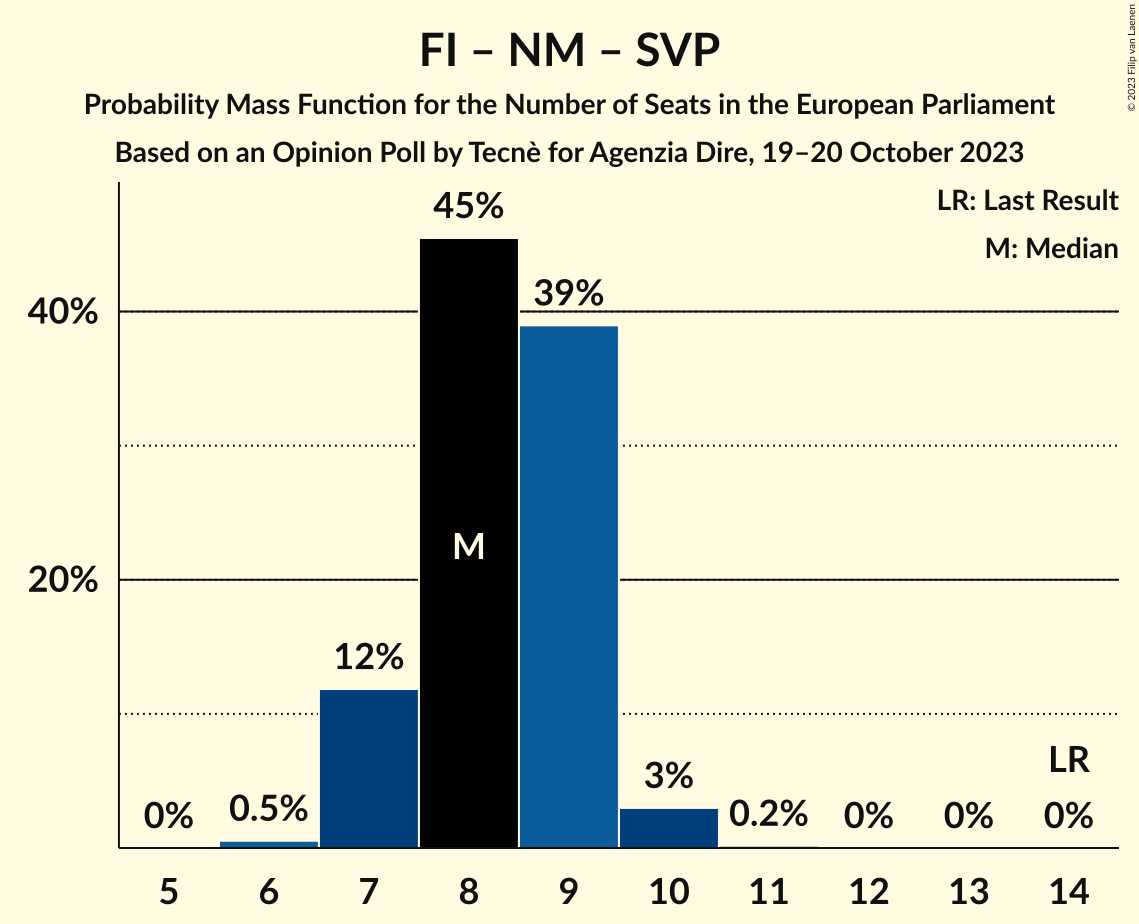 FI – NM – SVP
Probability Mass Function for the Number of Seats in the European Parliament
Based on an Opinion Poll by Tecnè for Agenzia Dire, 19–20 October 2023
© 2023 Filip van Laenen
LR: Last Result
M: Median
45%
39%
40%
M
20%
12%
LR
3%
0%
0.5%
0.2%
0%
0%
0%
5 6 7 8 9 10 11 12 13 14